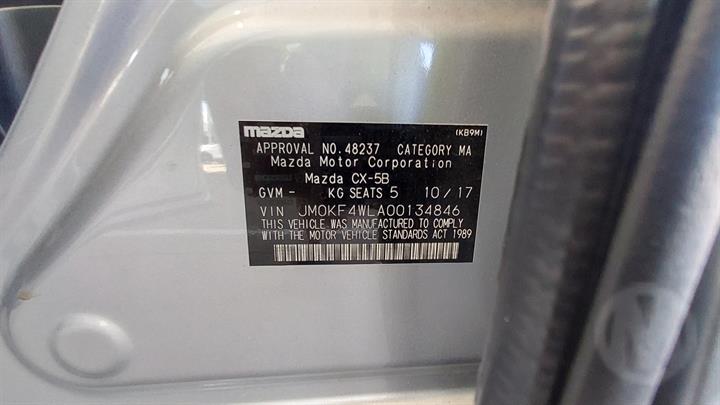 mazda (KB9M)
APPROVAL NO. 48237 CATEGORY MA
Mazda Motor Corporation
Mazda CX-5B
GVM - KG SEATS 5 10/17
VIN JM0KF4WLA00134846
THIS VEHICLE WAS MANUFACTURED TO COMPLY
WITH THE MOTOR VEHICLE STANDARDS ACT 1989